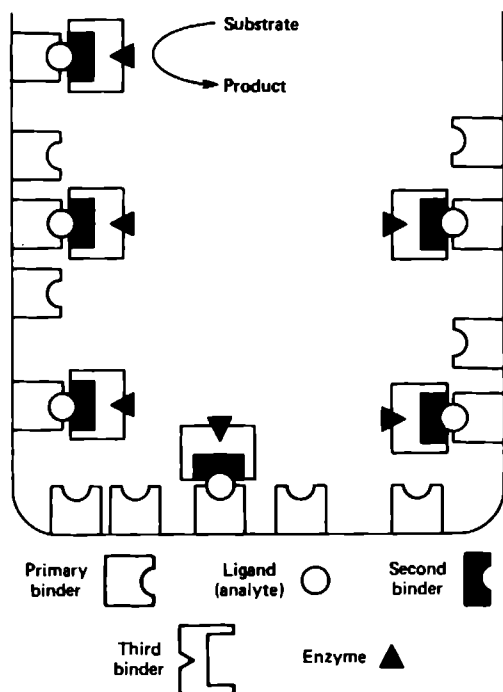 Substrate
Product
Primary
binder
Ligand
(analyte)
Second
binder
Third
binder
Enzyme